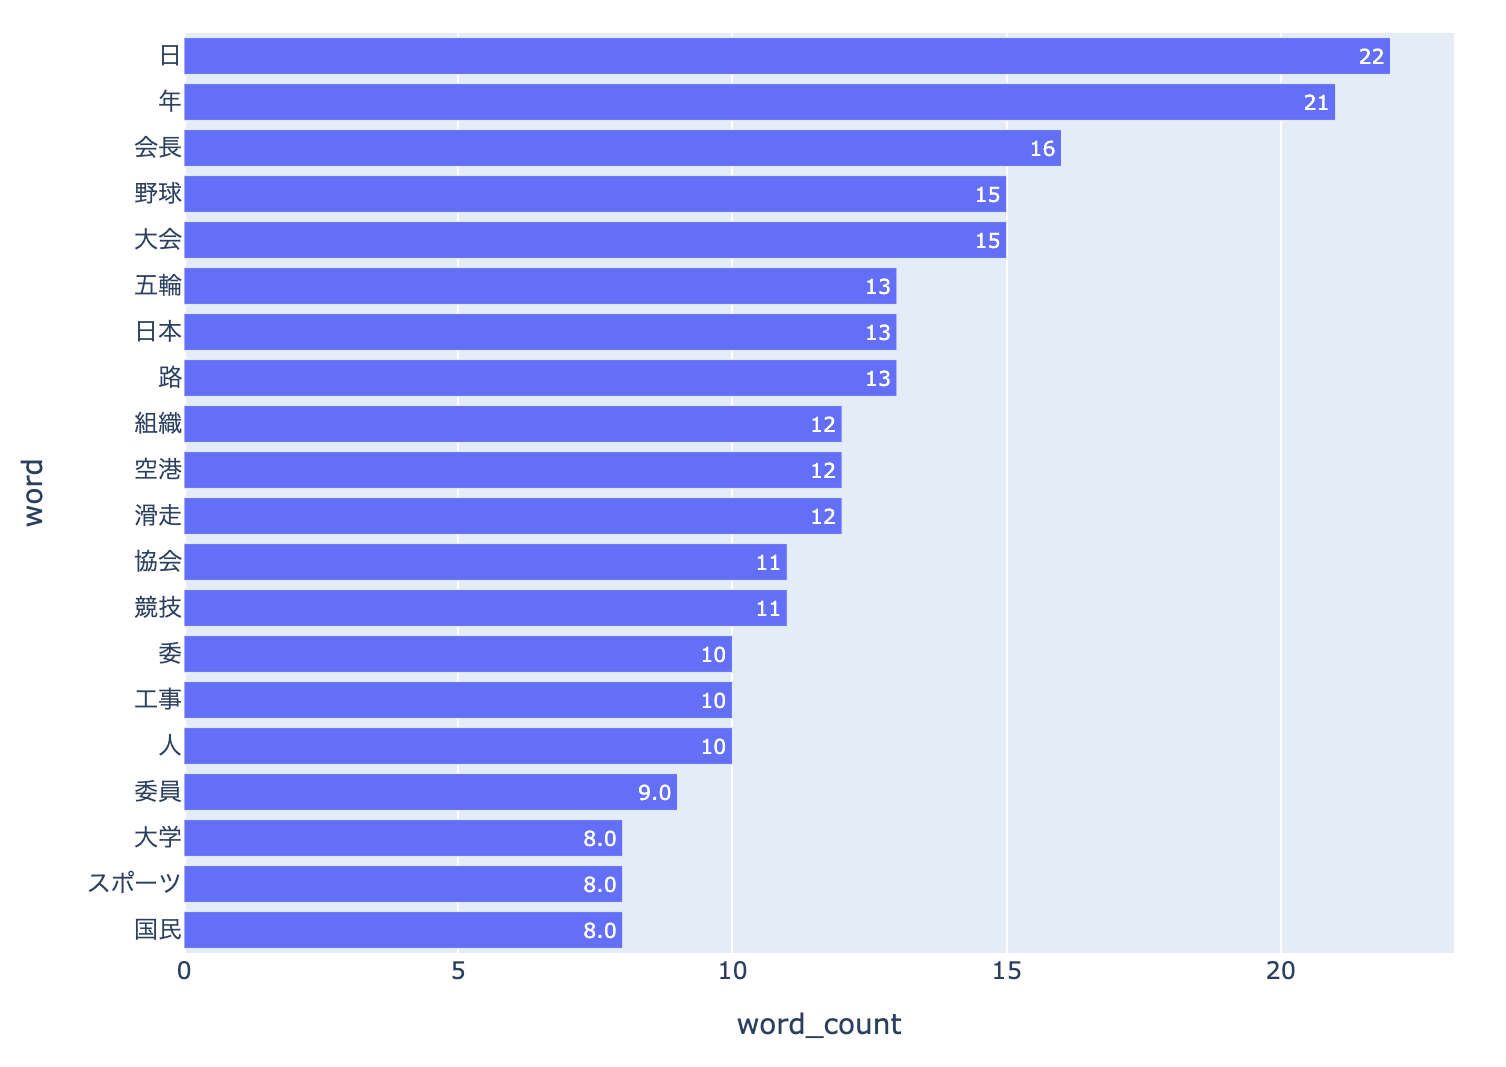 日 22
年 21
会長 16
野球 15
大会 15
五輪 13
日本 13
路 13
組織 12
空港 12
滑走 12
協会 11
競技 11
委 10
工事 10
人 10
委員 9.0
大学 8.0
スポーツ 8.0
国民 8.0
0 5 10 15 20
word_count
word